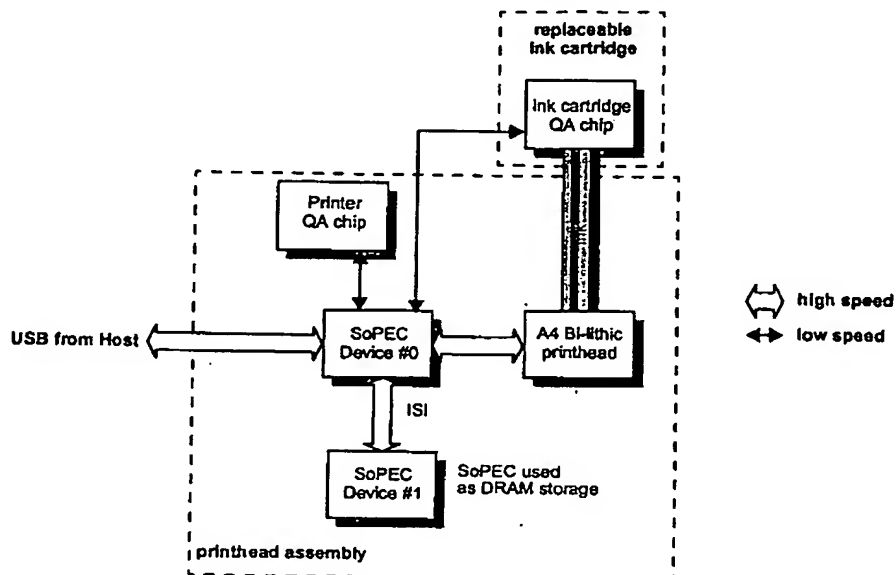 replaceable
ink cartridge
Ink cartridge
QA chip
Printer
QA chip
USB from Host
SoPEC
Device #0
A4 Bi-lithic
printhead
high speed
low speed
ISI
SoPEC
Device #1
SoPEC used
as DRAM storage
printhead assembly